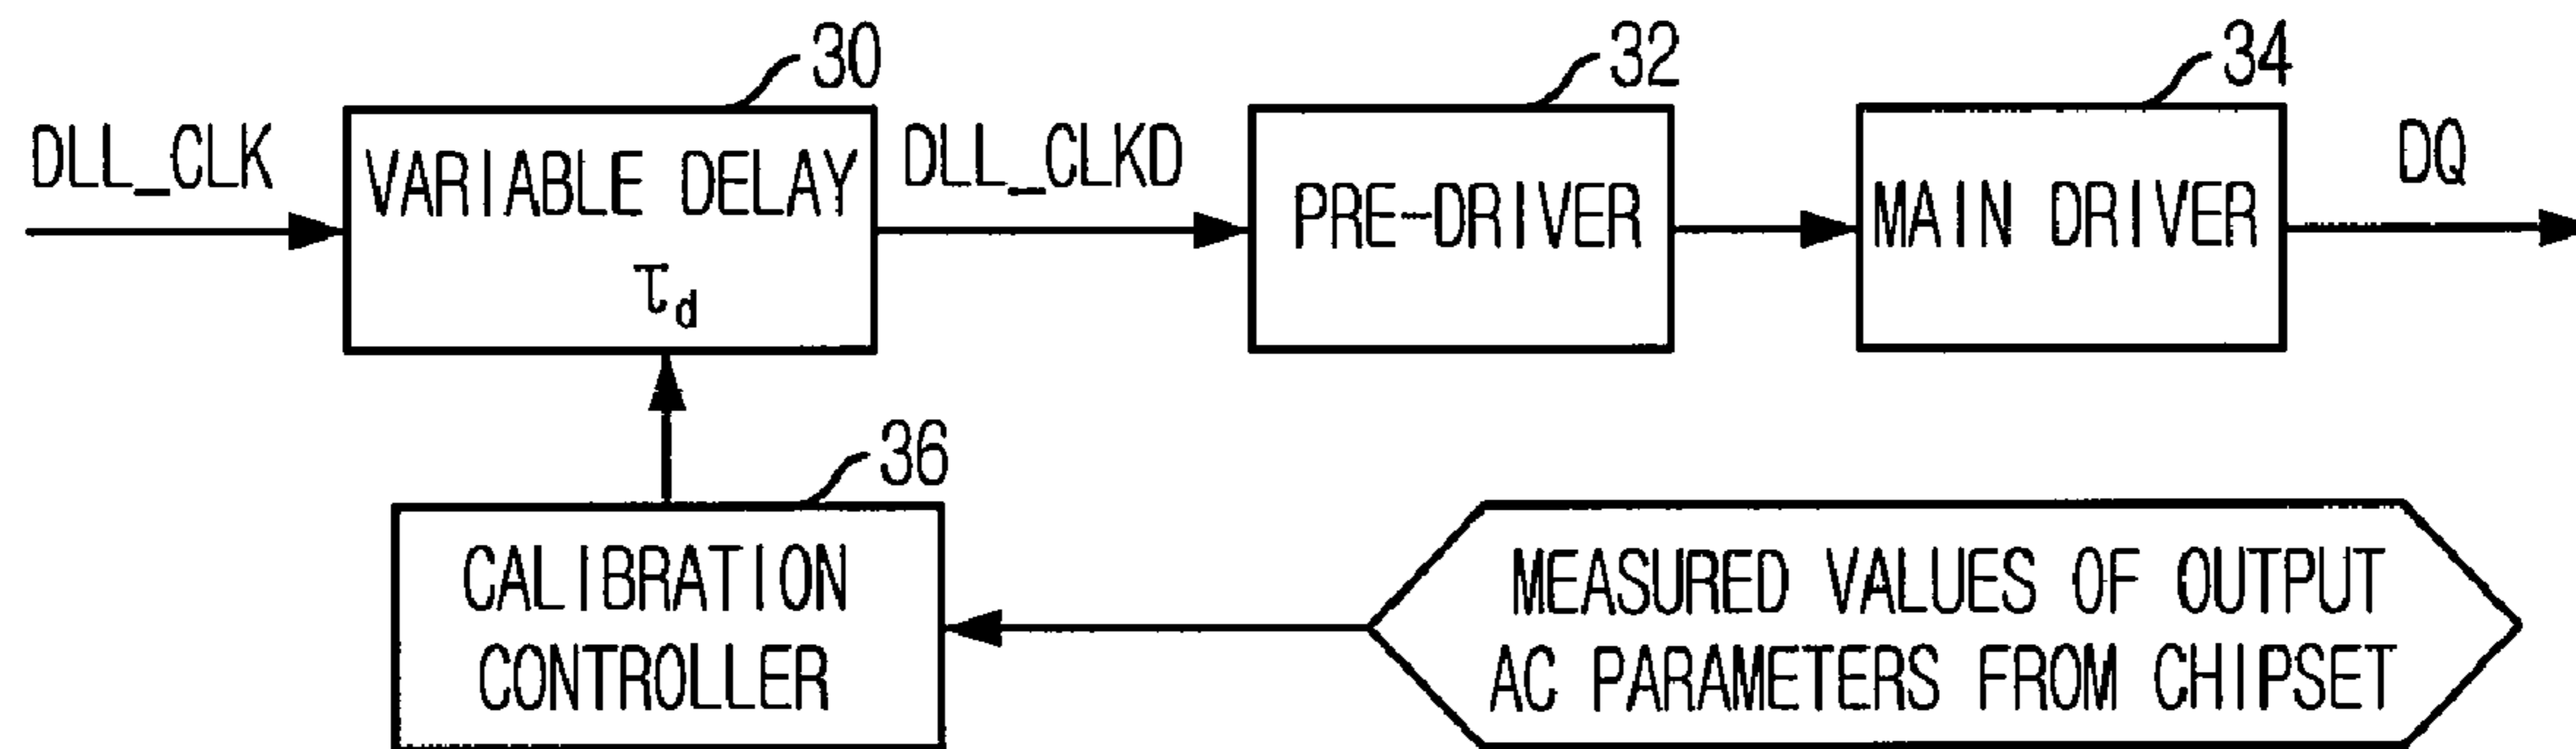 30
32
34
DLL_CLK
VARIABLE DELAY
τd
DLL_CLKD
PRE-DRIVER
MAIN DRIVER
DQ
36
CALIBRATION
CONTROLLER
MEASURED VALUES OF OUTPUT
AC PARAMETERS FROM CHIPSET